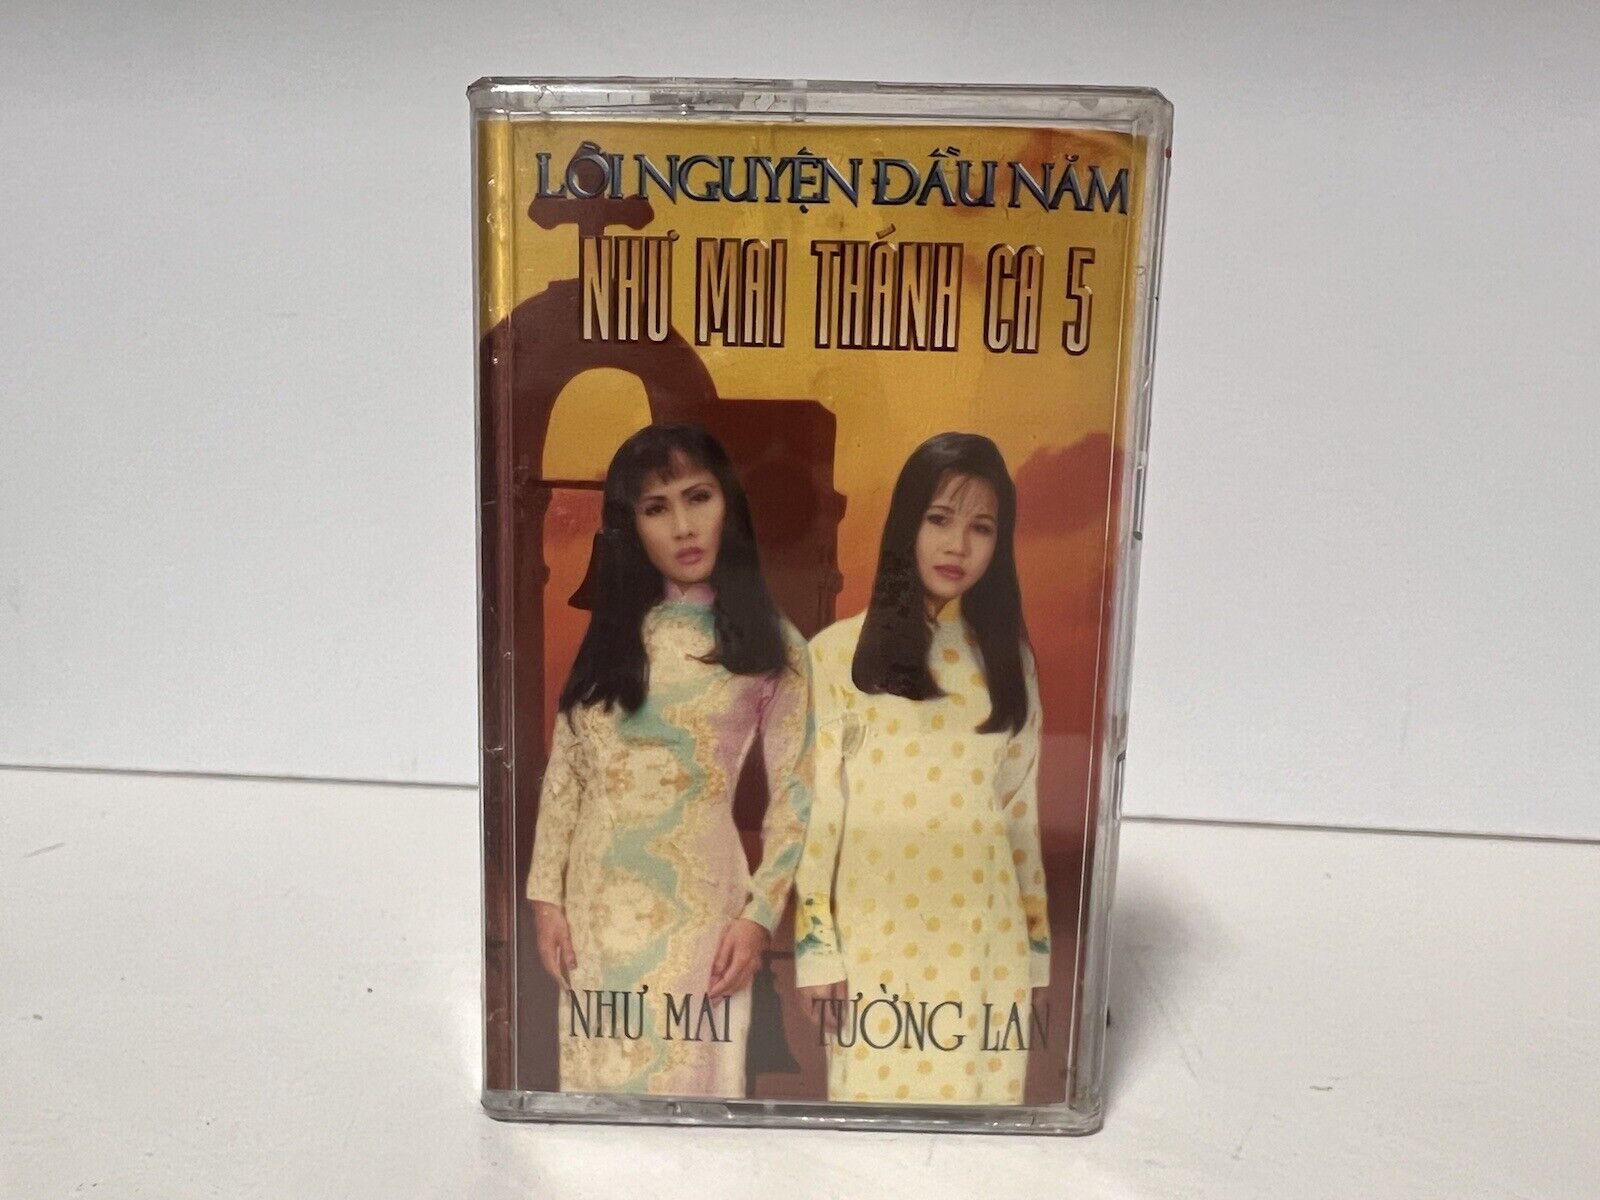 LỜI NGUYỆN ĐẦU NĂM
NHƯ MAI THÁNH CA 5
NHƯ MAI
TƯỜNG LAN